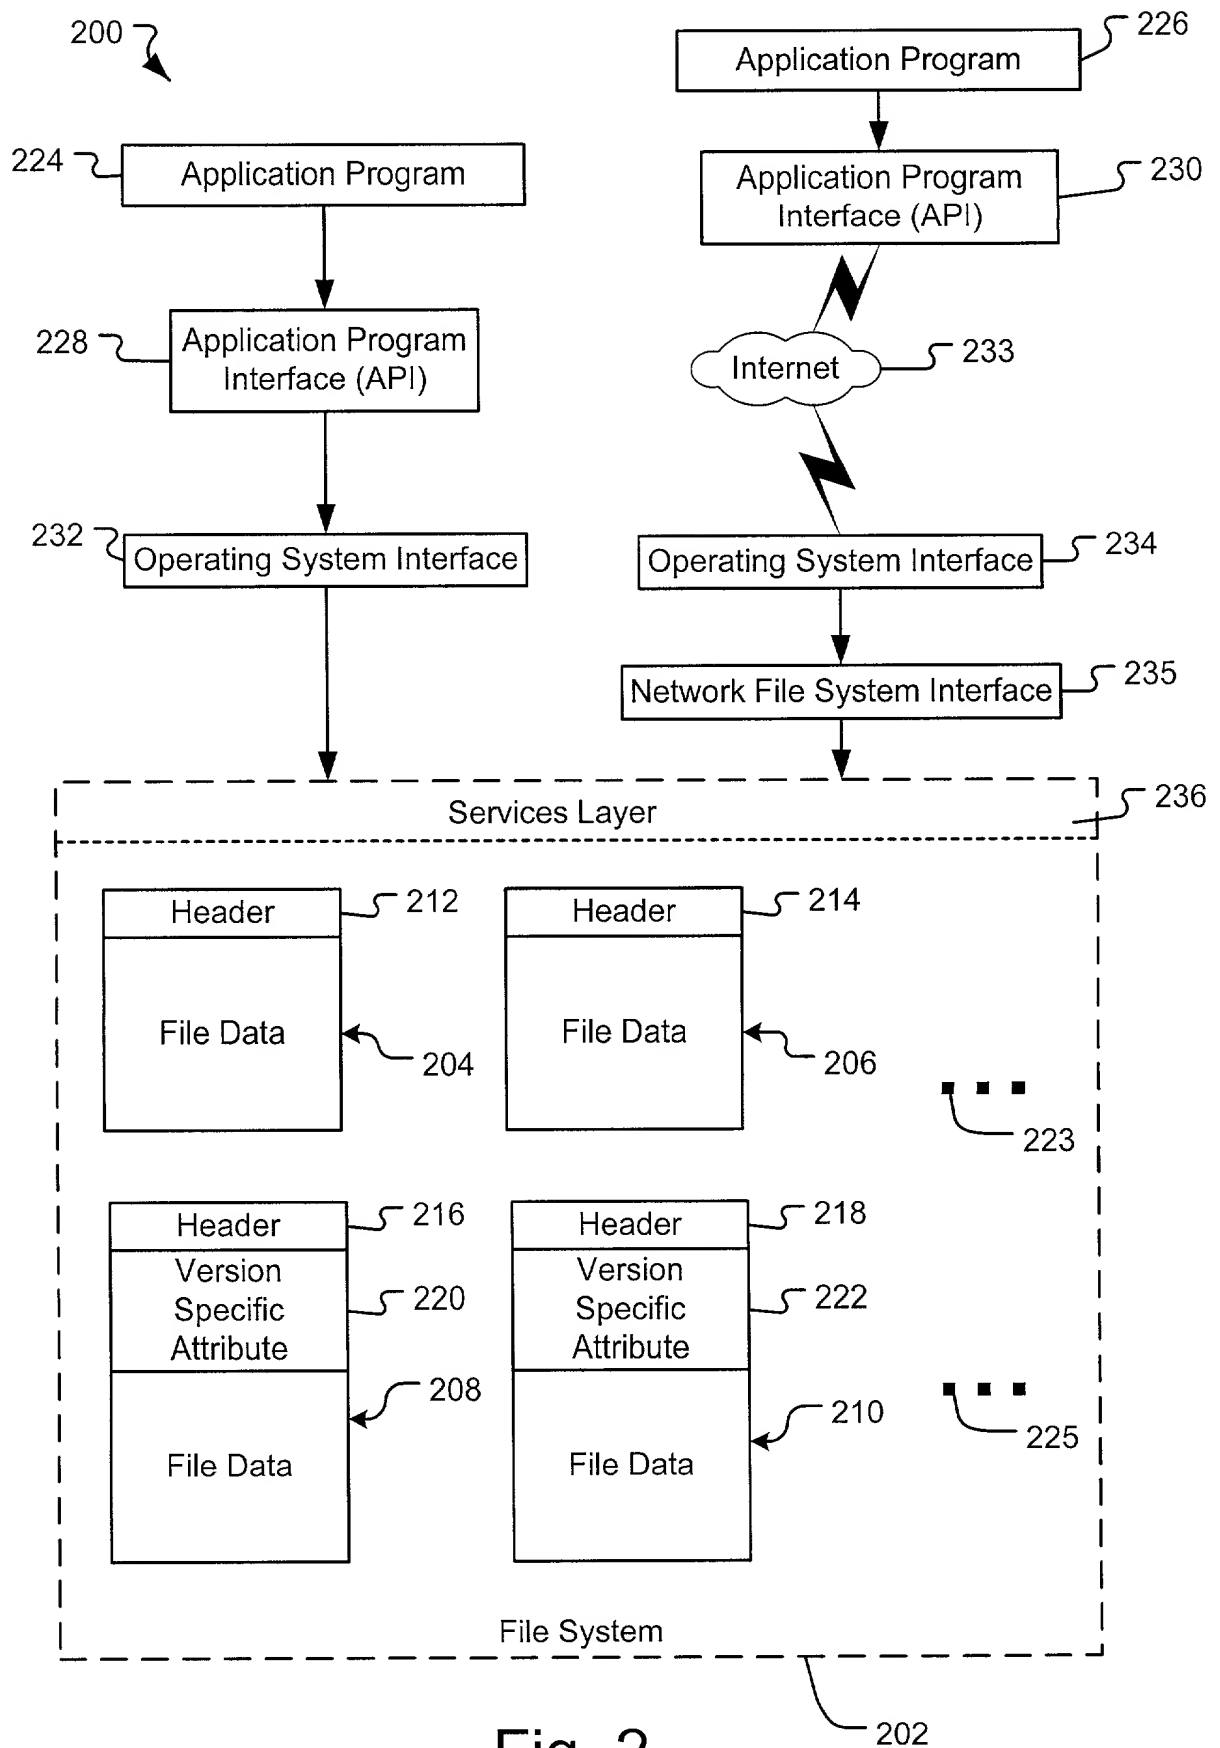 200
226
Application Program
224
Application Program
230
Application Program
Interface (API)
228
Application Program
Interface (API)
Internet
233
232
Operating System Interface
234
Operating System Interface
235
Network File System Interface
Services Layer
236
Header
212
File Data
204
Header
214
File Data
206
223
Header
216
Version
Specific
Attribute
220
208
File Data
Header
218
Version
Specific
Attribute
222
210
File Data
225
File System
202
Fig. 2